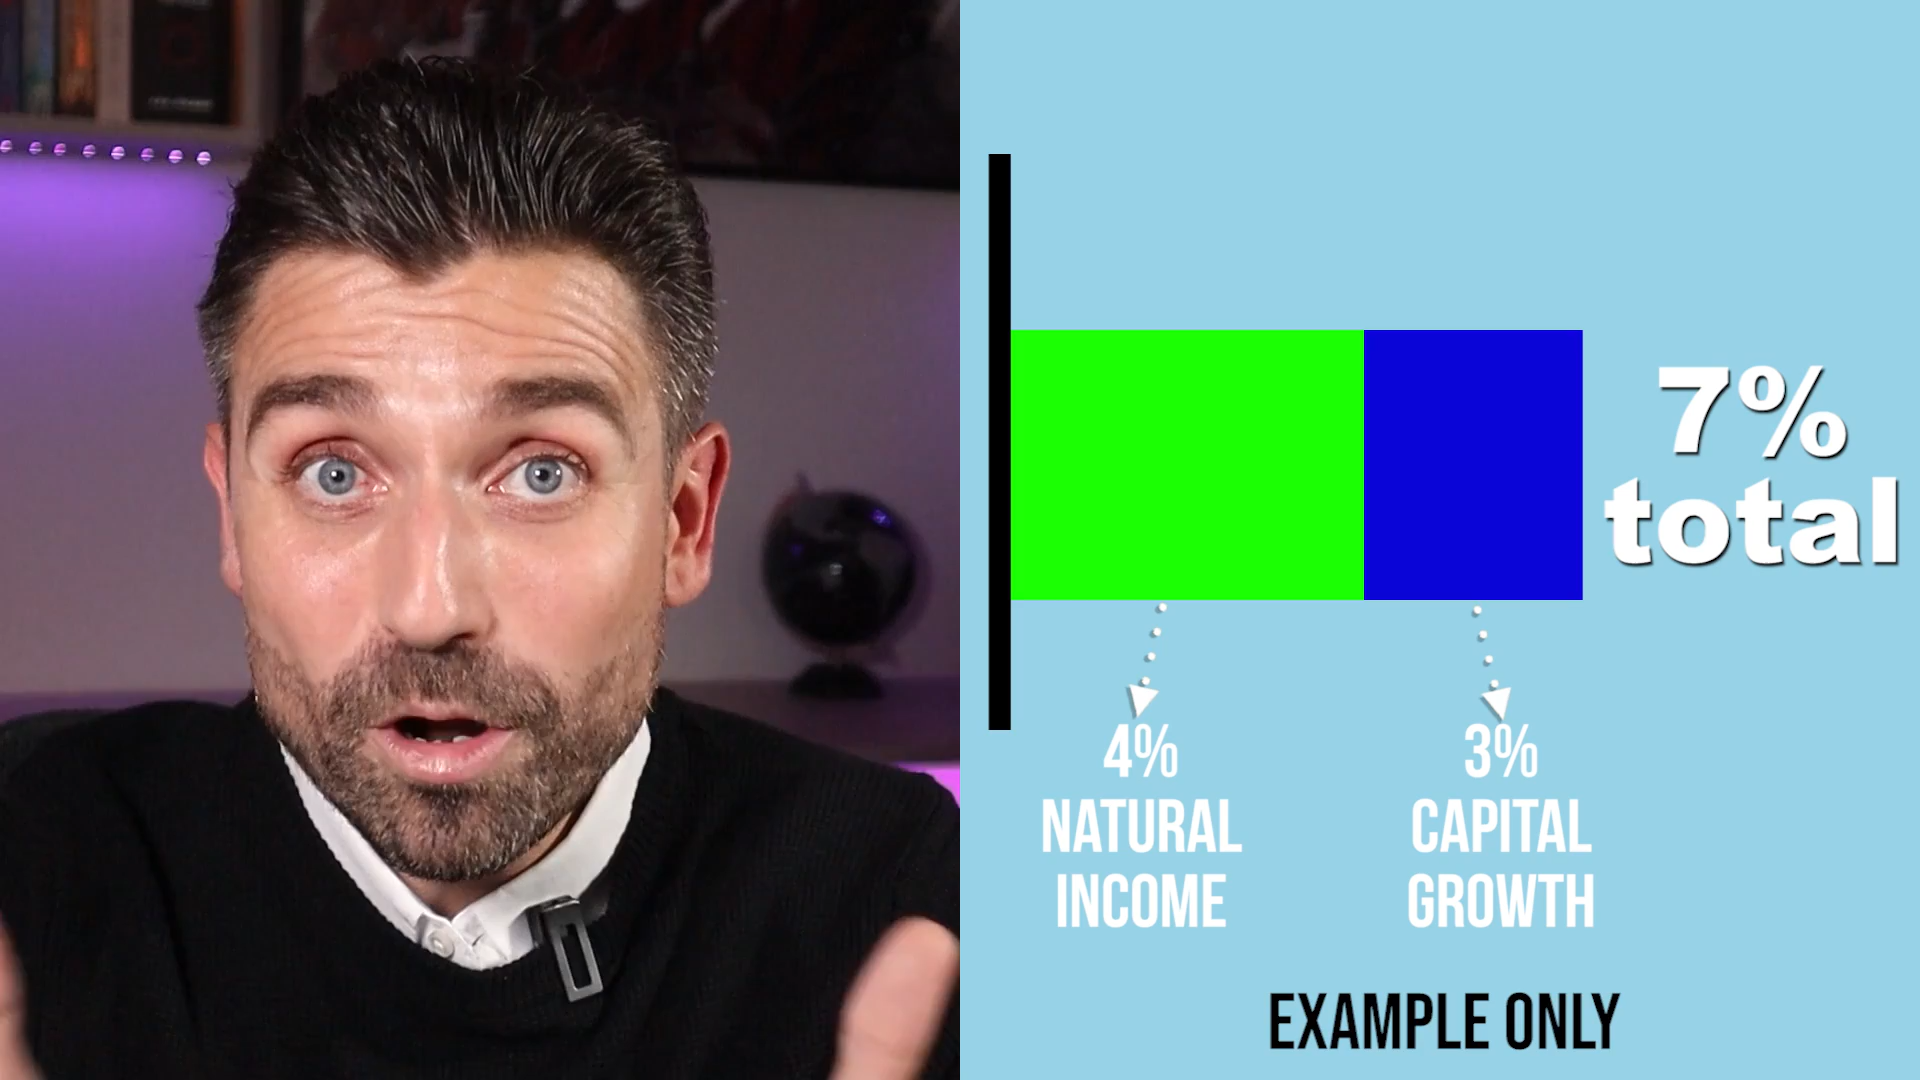 7%
total
4%
NATURAL
INCOME
3%
CAPITAL
GROWTH
EXAMPLE ONLY